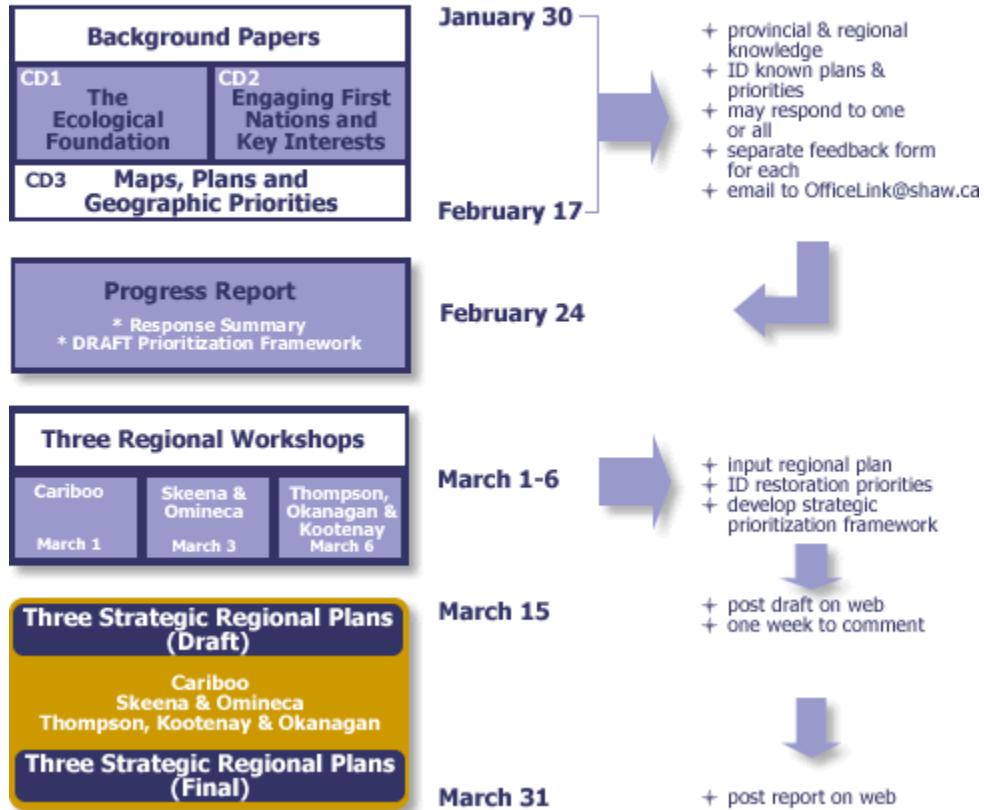 Background Papers
CD1
The
Ecological
Foundation
CD2
Engaging First
Nations and
Key Interests
CD3 Maps, Plans and
Geographic Priorities
January 30
February 17
+ provincial & regional
knowledge
+ ID known plans &
priorities
+ may respond to one
or all
+ separate feedback form
for each
+ email to OfficeLink@shaw.ca
Progress Report
* Response Summary
* DRAFT Prioritization Framework
February 24
Three Regional Workshops
Cariboo
March 1
Skeena &
Omineca
March 3
Thompson,
Okanagan &
Kootenay
March 6
March 1-6
+ input regional plan
+ ID restoration priorities
+ develop strategic
prioritization framework
Three Strategic Regional Plans
(Draft)
March 15
+ post draft on web
+ one week to comment
Cariboo
Skeena & Omineca
Thompson, Kootenay & Okanagan
Three Strategic Regional Plans
(Final)
March 31
+ post report on web